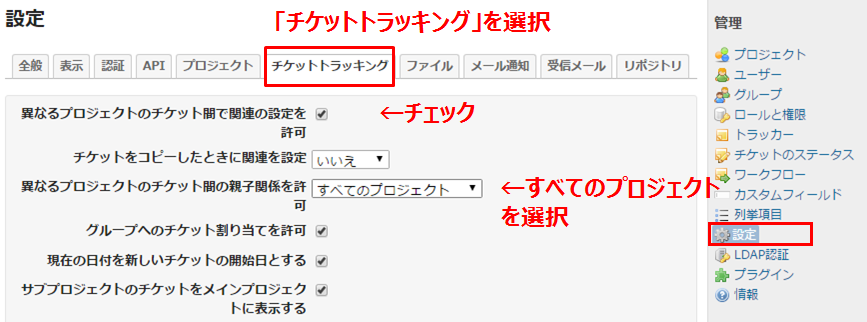 設定
「チケットトラッキング」を選択
全般 表示 認証 API プロジェクト チケットトラッキング ファイル メール通知 受信メール リポジトリ
異なるプロジェクトのチケット間で関連の設定を
許可
←チェック
チケットをコピーしたときに関連を設定 いいえ
異なるプロジェクトのチケット間の親子関係を許
可
すべてのプロジェクト
←すべてのプロジェクト
を選択
グループへのチケット割り当てを許可
現在の日付を新しいチケットの開始日とする
サブプロジェクトのチケットをメインプロジェク
トに表示する
管理
プロジェクト
ユーザー
グループ
ロールと権限
トラッカー
チケットのステータス
ワークフロー
カスタムフィールド
列挙項目
設定
LDAP認証
プラグイン
情報